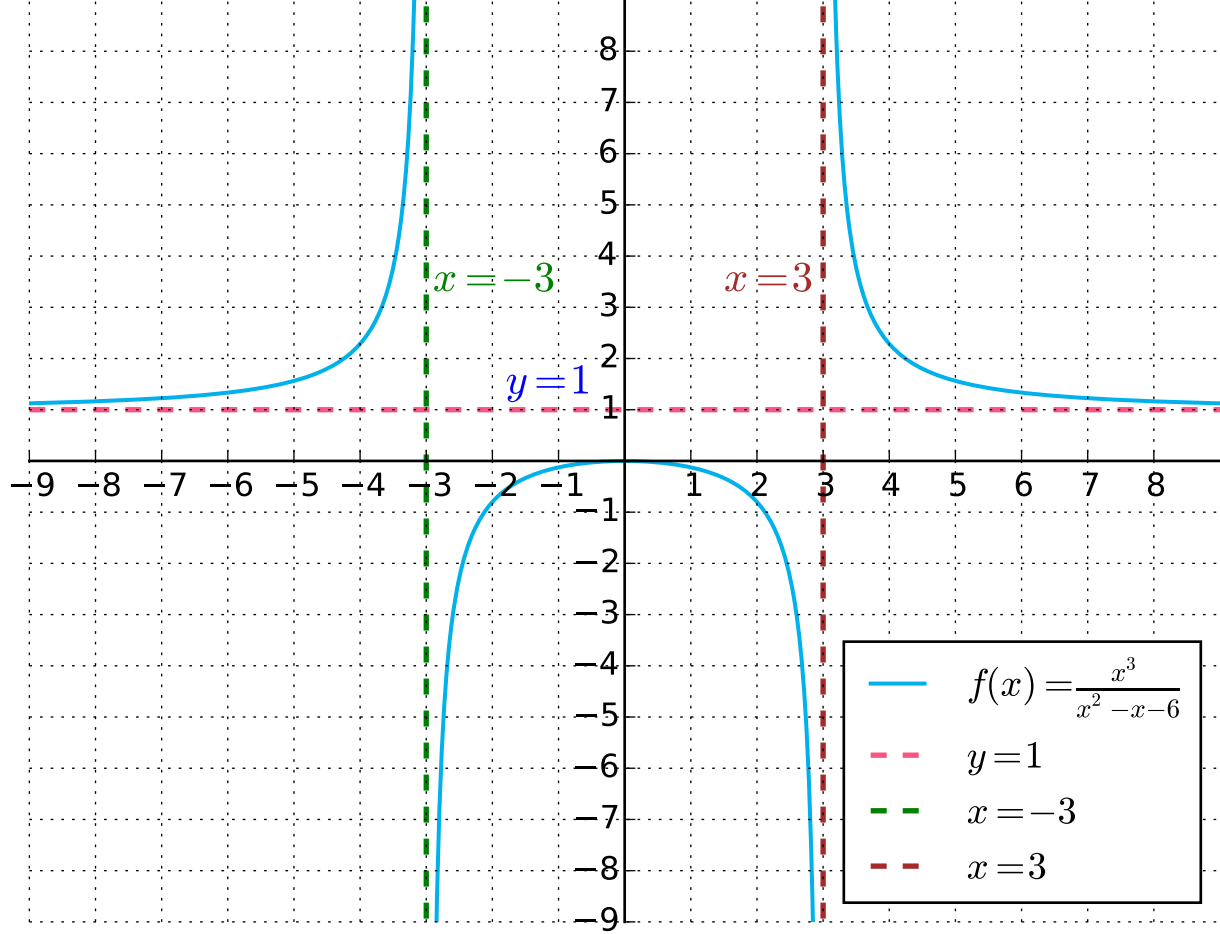 8
7
6
5
4
x = −3
x = 3
3
2
y = 1
1
−9 −8 −7 −6 −5 −4 −3 −2 −1 1 2 3 4 5 6 7 8
−1
−2
−3
−4
−5
−6
−7
−8
−9
f(x) = x³/(x² − x − 6)
y = 1
x = −3
x = 3